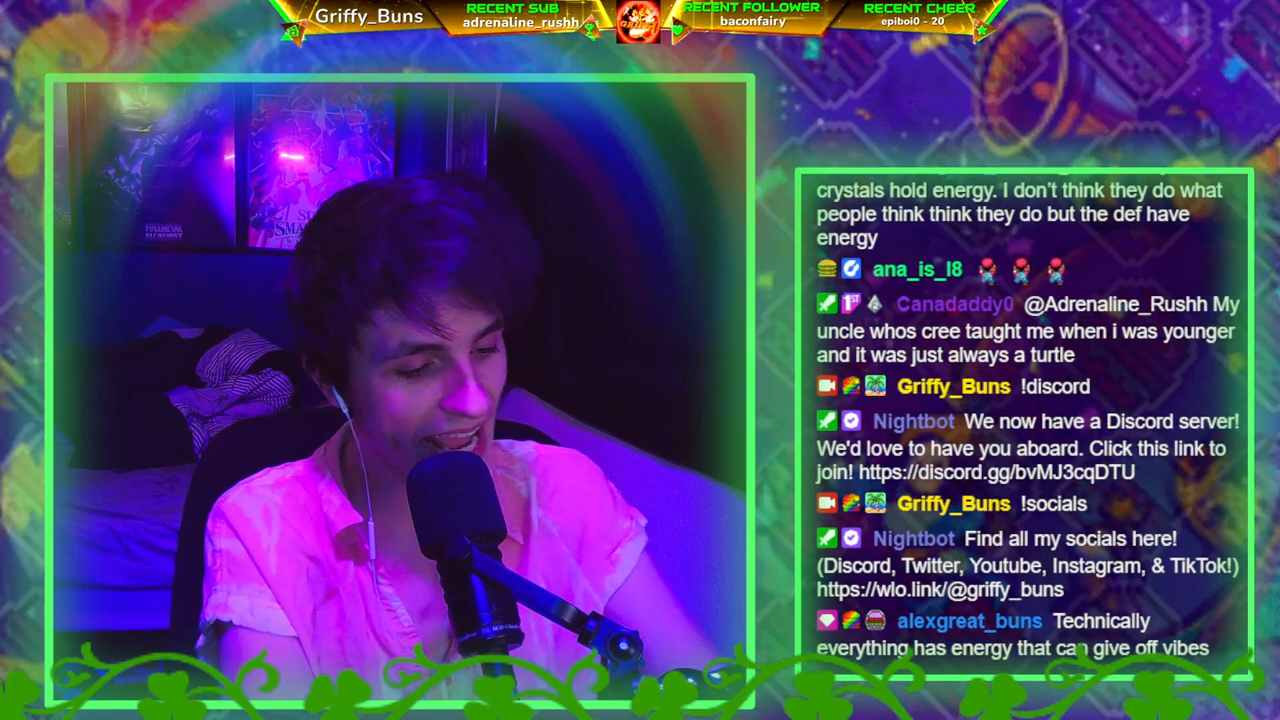 Griffy_Buns
RECENT SUB
adrenaline_rushh
RECENT FOLLOWER
baconfairy
RECENT CHEER
epiboi0 - 20
crystals hold energy. I don't think they do what
people think think they do but the def have
energy
ana_is_l8
Canadaddy0 @Adrenaline_Rushh My
uncle whos cree taught me when i was younger
and it was just always a turtle
Griffy_Buns !discord
Nightbot We now have a Discord server!
We'd love to have you aboard. Click this link to
join! https://discord.gg/bvMJ3cqDTU
Griffy_Buns !socials
Nightbot Find all my socials here!
(Discord, Twitter, Youtube, Instagram, & TikTok!)
https://wlo.link/@griffy_buns
alexgreat_buns Technically
everything has energy that can give off vibes
FULLMETAL
ALCHEMIST